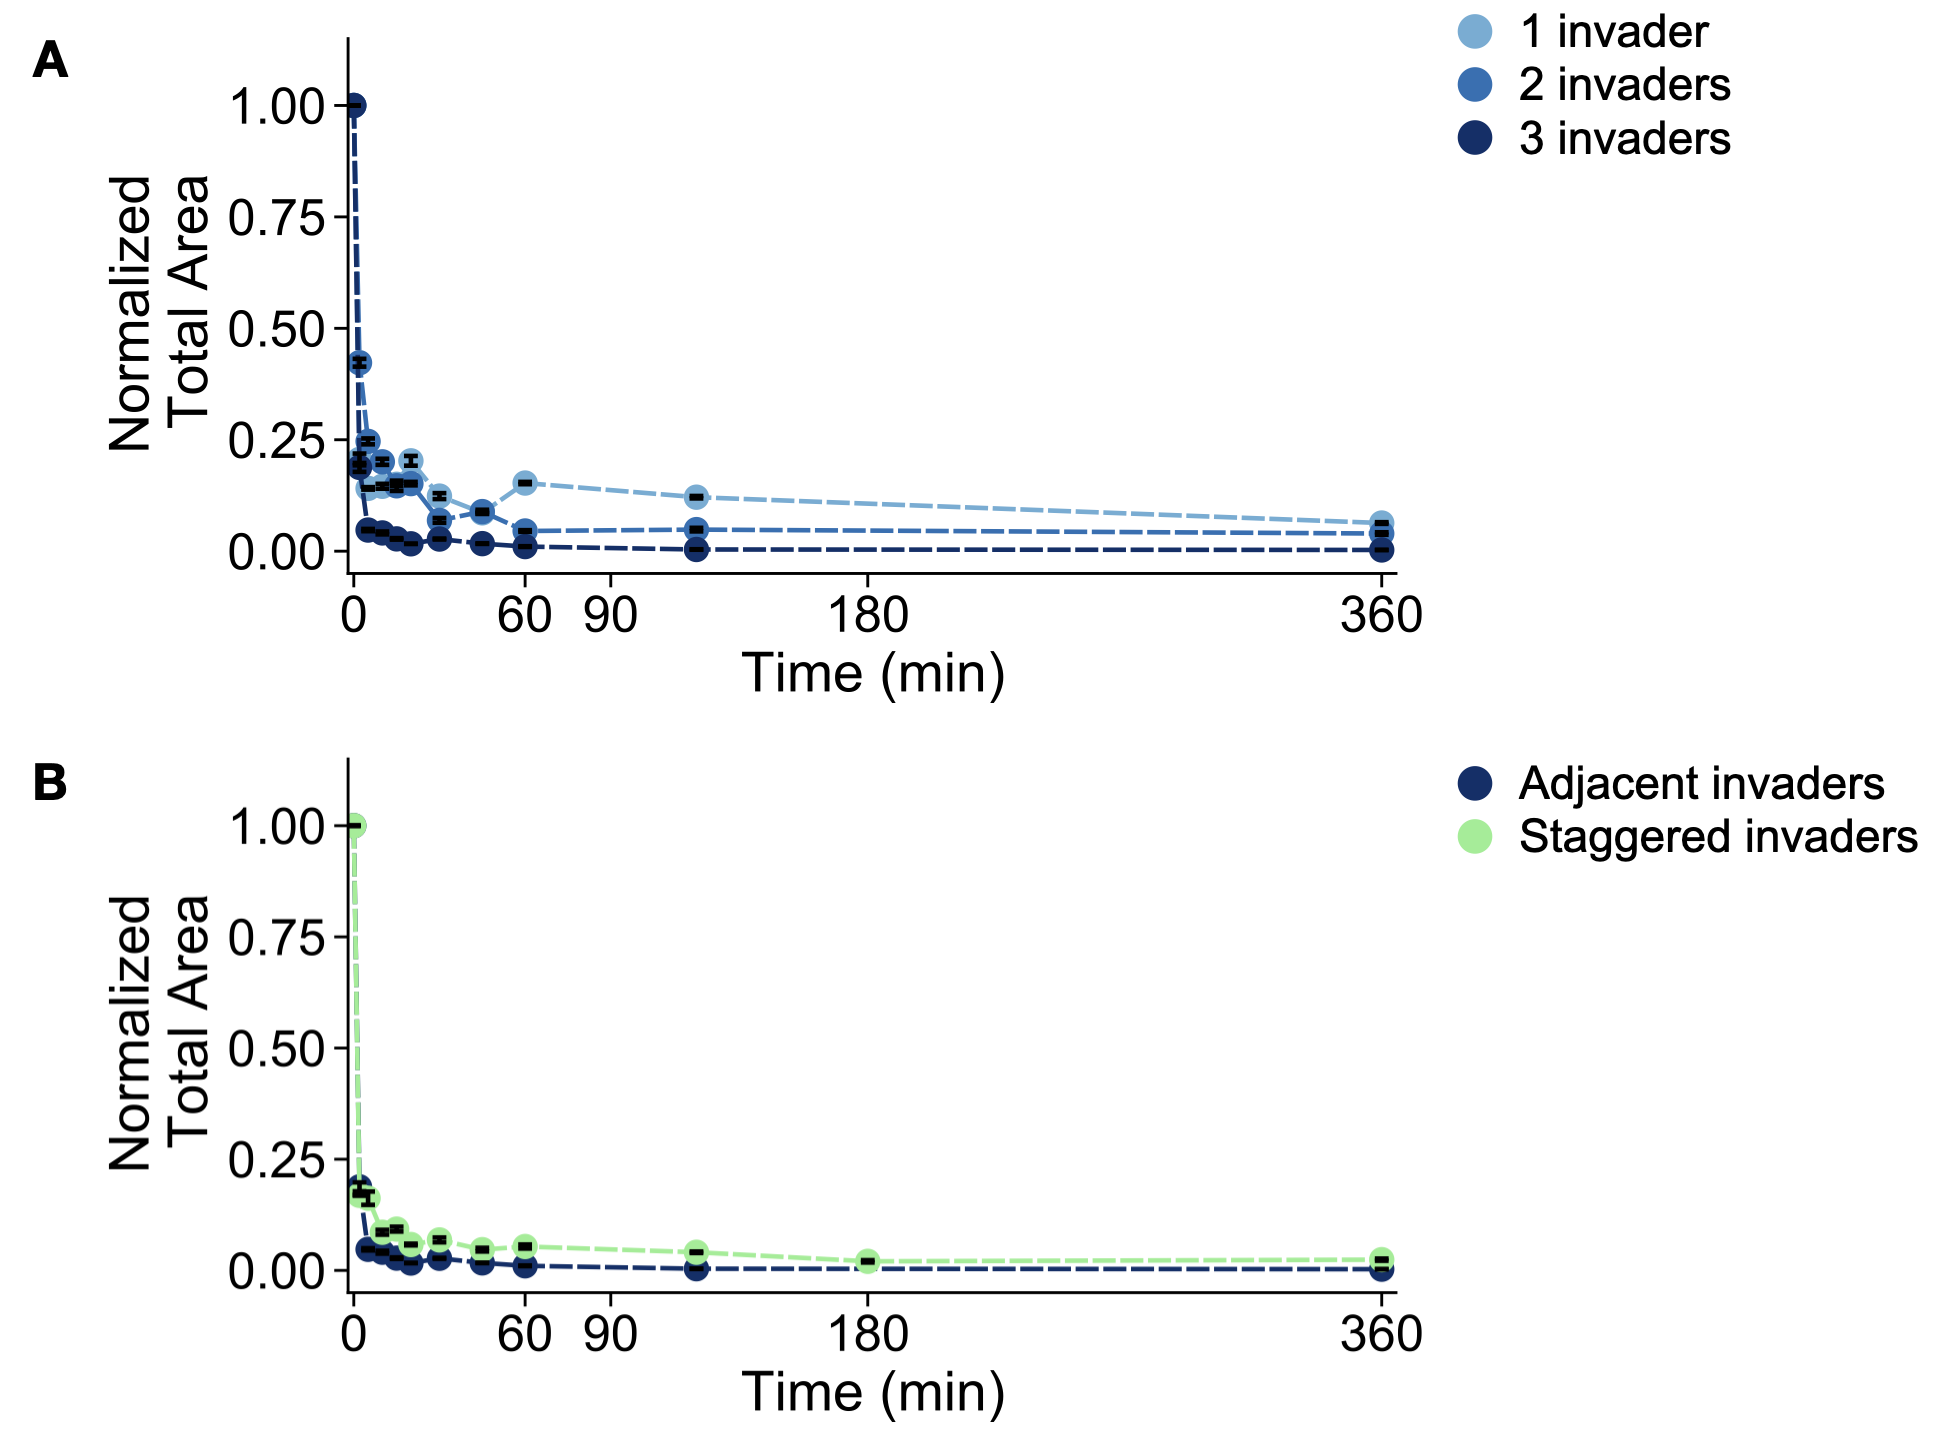 A
1 invader
2 invaders
3 invaders
Normalized
Total Area
1.00
0.75
0.50
0.25
0.00
0 60 90 180 360
Time (min)
B
Adjacent invaders
Staggered invaders
Normalized
Total Area
1.00
0.75
0.50
0.25
0.00
0 60 90 180 360
Time (min)